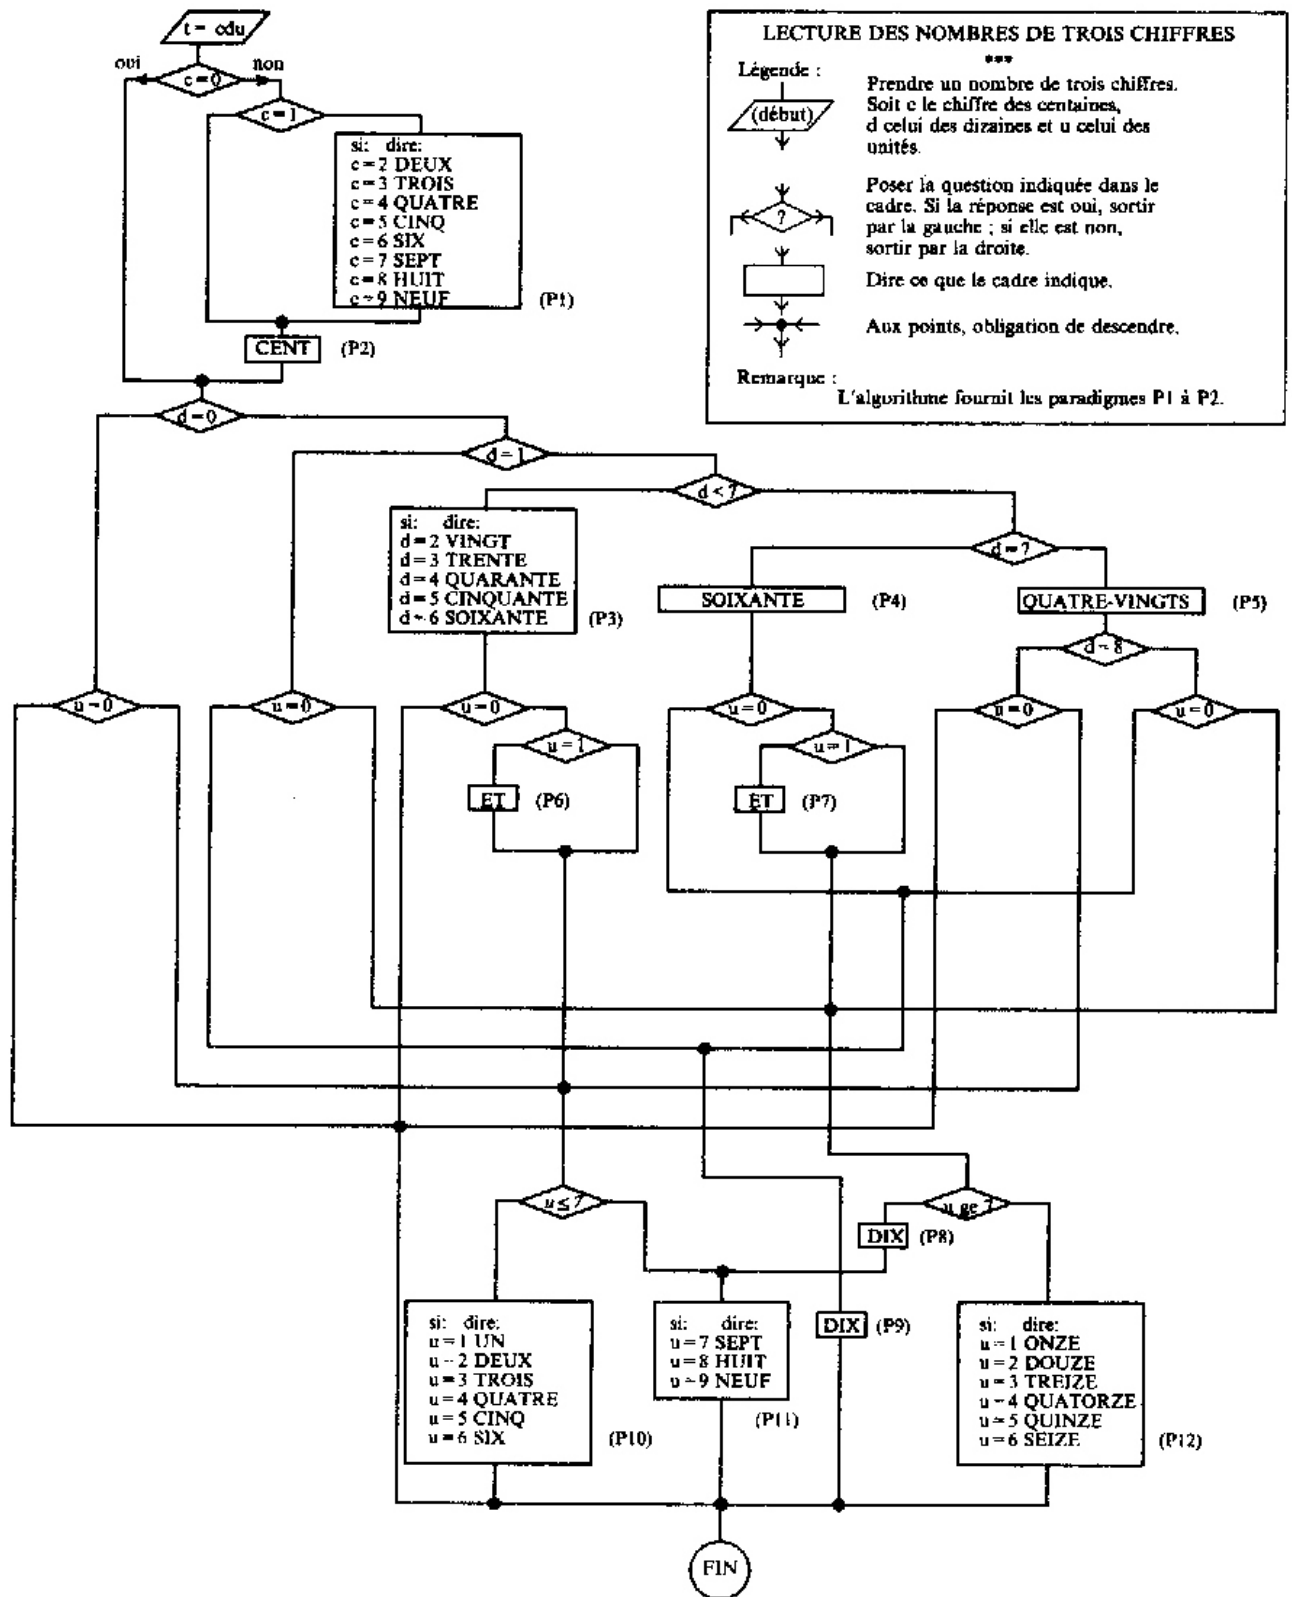 t = cdu
oui
non
c=0
c=1
si: dire:
c=2 DEUX
c=3 TROIS
c=4 QUATRE
c=5 CINQ
c=6 SIX
c=7 SEPT
c=8 HUIT
c=9 NEUF
(P1)
CENT
(P2)
LECTURE DES NOMBRES DE TROIS CHIFFRES
***
Légende :
(début)
Prendre un nombre de trois chiffres.
Soit c le chiffre des centaines,
d celui des dizaines et u celui des
unités.
?
Poser la question indiquée dans le
cadre. Si la réponse est oui, sortir
par la gauche ; si elle est non,
sortir par la droite.
Dire ce que le cadre indique.
Aux points, obligation de descendre.
Remarque :
L'algorithme fournit les paradigmes P1 à P2.
d=0
d=1
d<7
d=7
si: dire:
d=2 VINGT
d=3 TRENTE
d=4 QUARANTE
d=5 CINQUANTE
d=6 SOIXANTE
(P3)
SOIXANTE
(P4)
QUATRE-VINGTS
(P5)
d=8
u=0
u=0
u=0
u=0
u=0
u=0
u=1
u=1
ET
(P6)
ET
(P7)
u≤7
u ge 7
DIX
(P8)
si: dire:
u=1 UN
u=2 DEUX
u=3 TROIS
u=4 QUATRE
u=5 CINQ
u=6 SIX
(P10)
si: dire:
u=7 SEPT
u=8 HUIT
u=9 NEUF
(P11)
DIX
(P9)
si: dire:
u=1 ONZE
u=2 DOUZE
u=3 TREIZE
u=4 QUATORZE
u=5 QUINZE
u=6 SEIZE
(P12)
FIN